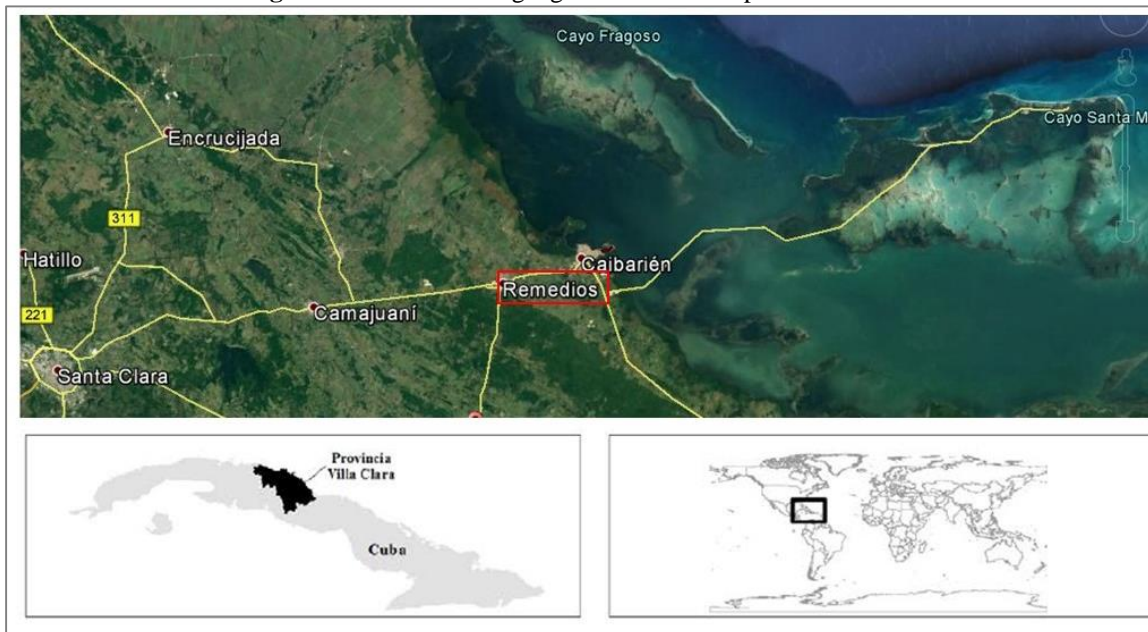 Cayo Fragoso
Cayo Santa M
Encrucijada
311
Hatillo
Caibarién
Remedios
221
Camajuaní
Santa Clara
Provincia
Villa Clara
Cuba